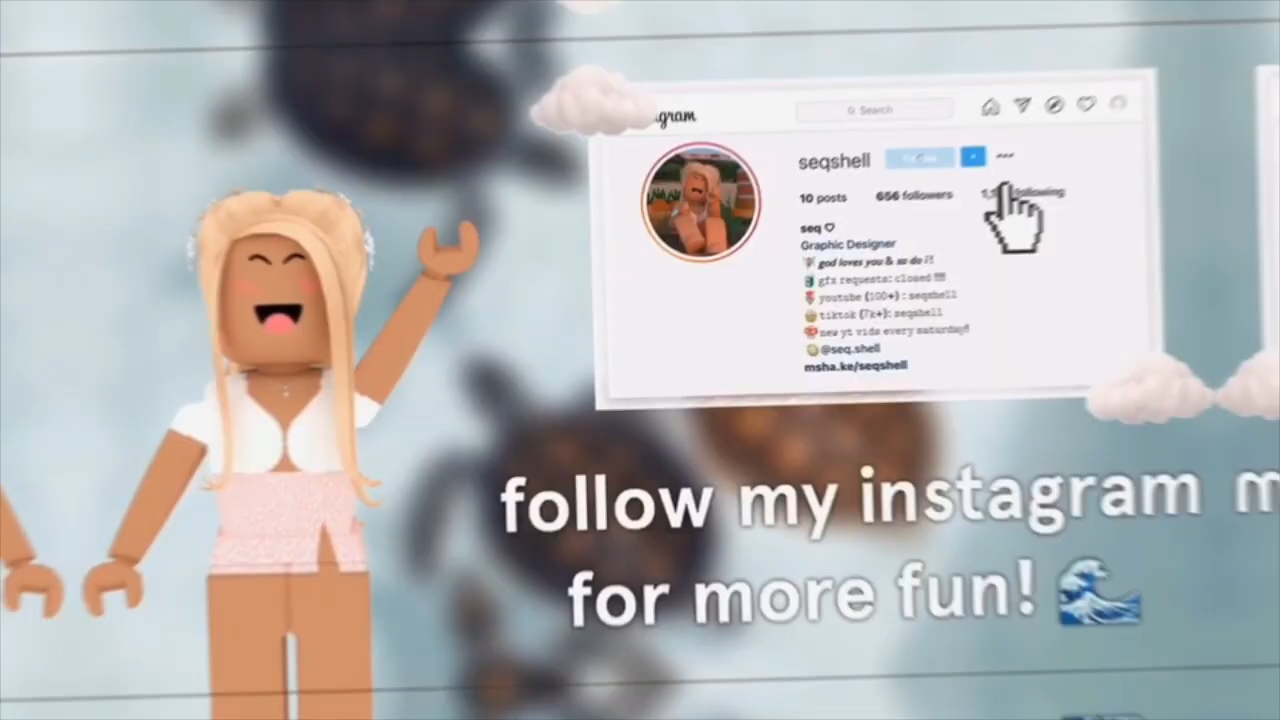 gram
Search
seqshell
10 posts 656 followers following
seq ♡
Graphic Designer
god loves you & so do i!
gfx requests: closed !!!!
youtube (100+) : seqshell
tiktok (7k+): seqshell
new yt vids every saturday!
@seq.shell
msha.ke/seqshell
follow my instagram m
for more fun! 🌊